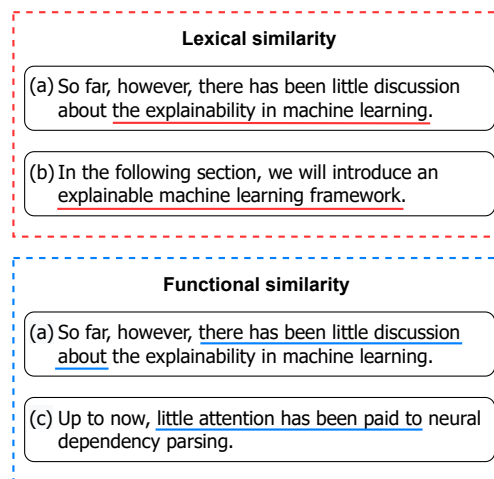 Lexical similarity
(a) So far, however, there has been little discussion
about the explainability in machine learning.
(b) In the following section, we will introduce an
explainable machine learning framework.
Functional similarity
(a) So far, however, there has been little discussion
about the explainability in machine learning.
(c) Up to now, little attention has been paid to neural
dependency parsing.